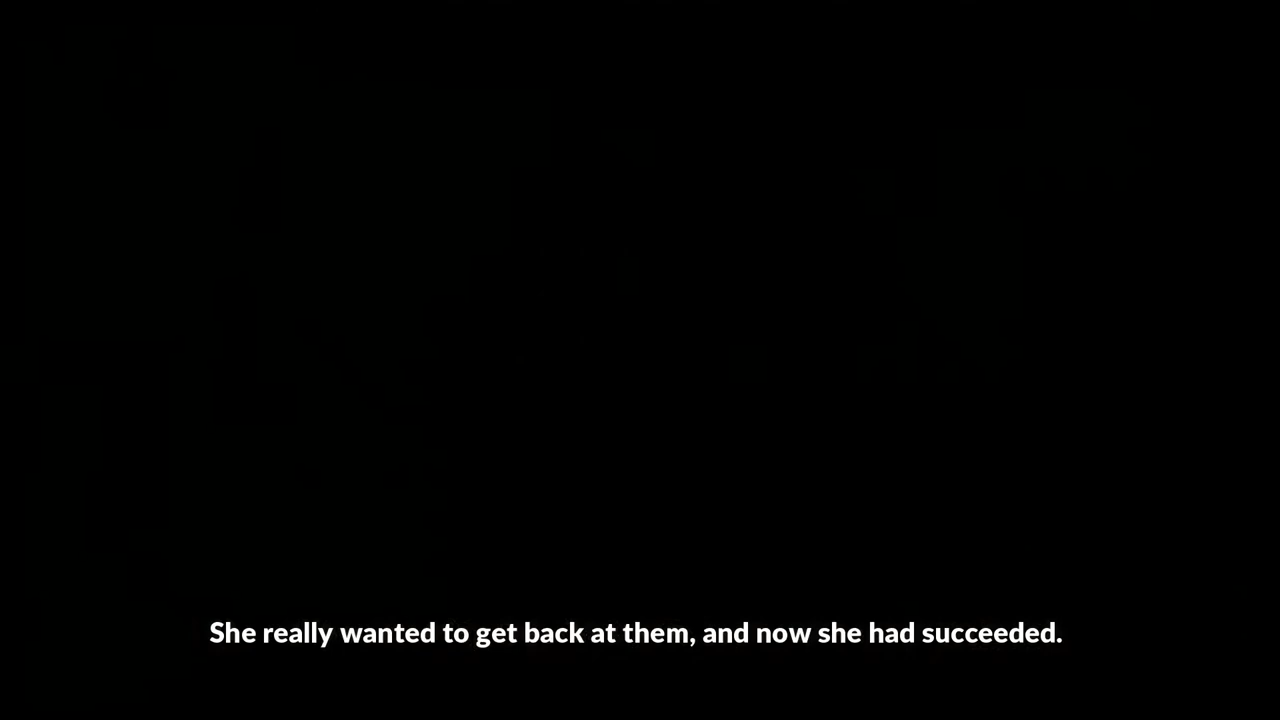 She really wanted to get back at them, and now she had succeeded.